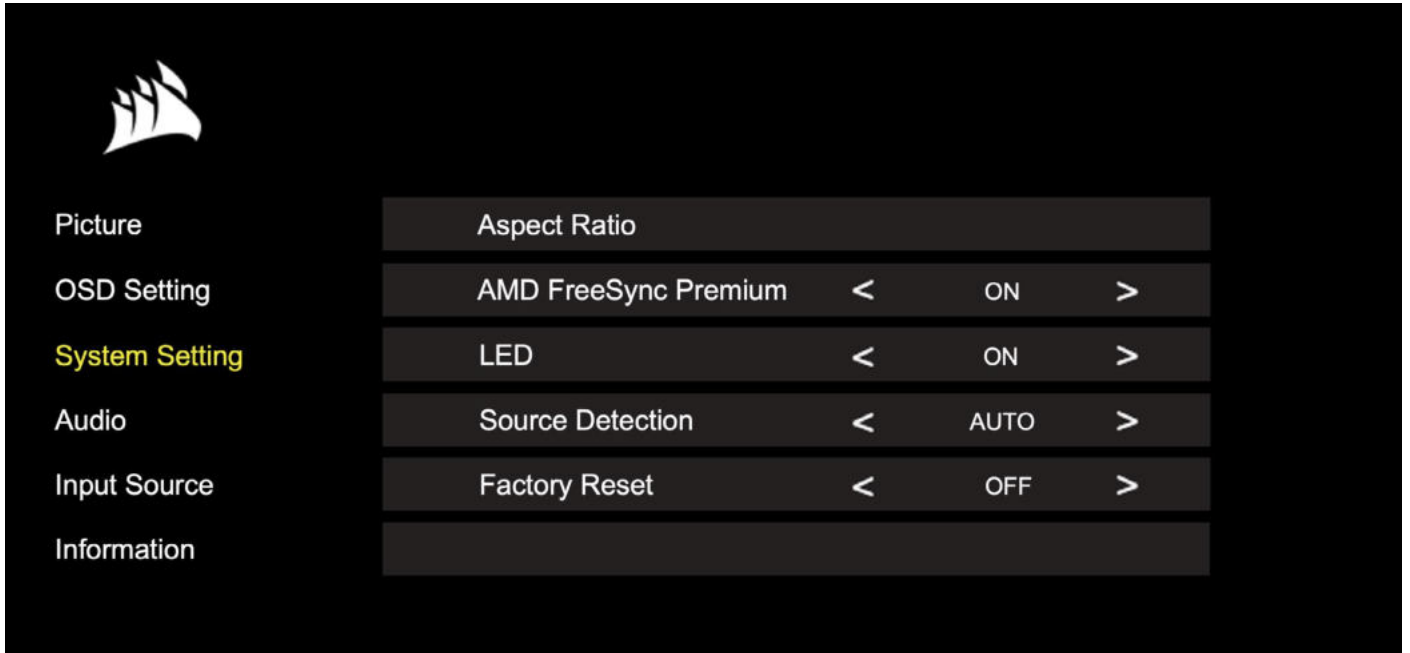 Picture
Aspect Ratio
OSD Setting
AMD FreeSync Premium < ON >
System Setting
LED < ON >
Audio
Source Detection < AUTO >
Input Source
Factory Reset < OFF >
Information